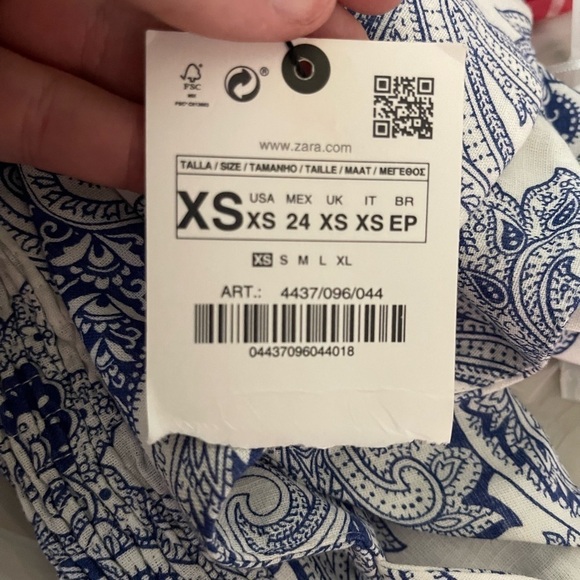 FSC
®
www.zara.com
TALLA / SIZE / TAMANHO / TAILLE / MAAT / ΜΕΓΕΘΟΣ
XS
USA MEX UK IT BR
XS 24 XS XS EP
XS S M L XL
ART.: 4437/096/044
04437096044018